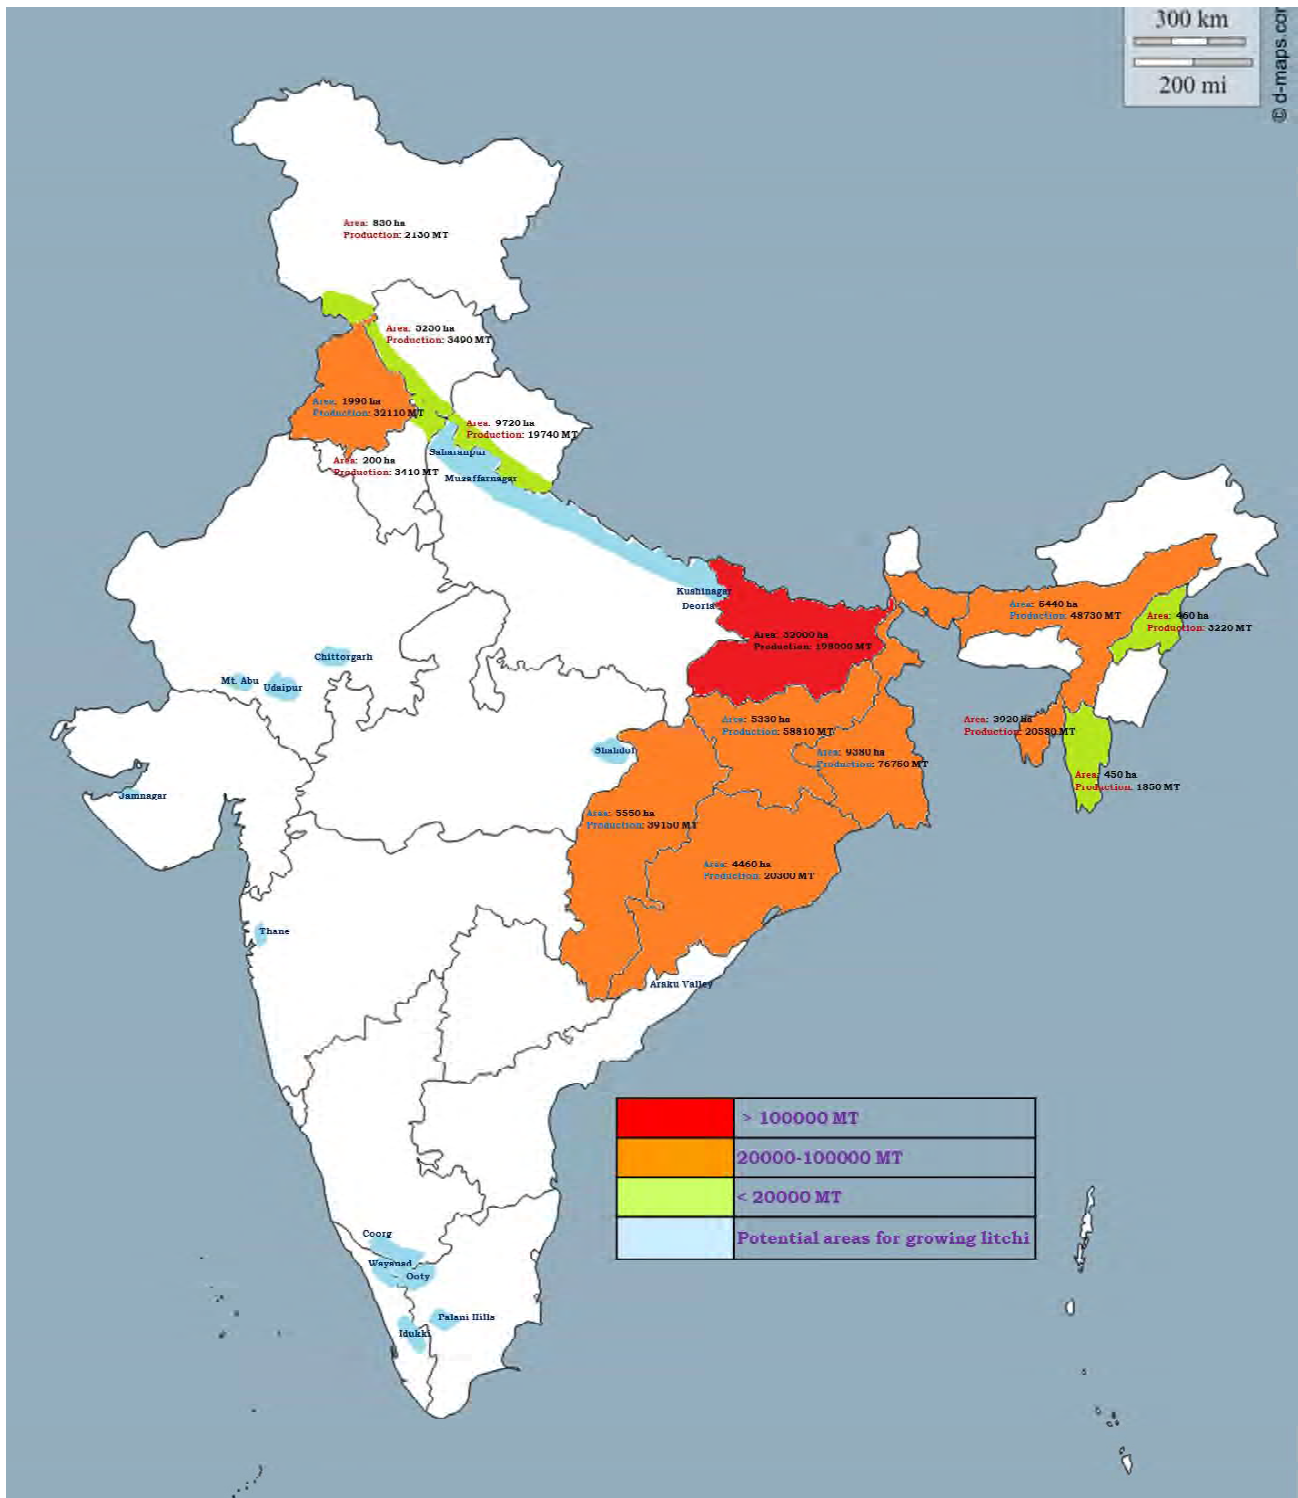 300 km
200 mi
© d-maps.com
Area: 830 ha
Production: 2130 MT
Area: 5250 ha
Production: 3490 MT
Area: 1990 ha
Production: 32110 MT
Area: 9720 ha
Production: 19740 MT
Area: 200 ha
Production: 3410 MT
Saharanpur
Muzaffarnagar
Kushinagar
Deoria
Area: 32000 ha
Production: 198000 MT
Area: 5440 ha
Production: 48730 MT
Area: 460 ha
Production: 3220 MT
Chittorgarh
Mt. Abu
Udaipur
Shahdol
Jamnagar
Area: 5330 ha
Production: 58810 MT
Area: 9380 ha
Production: 76750 MT
Area: 3920 ha
Production: 20580 MT
Area: 450 ha
Production: 1850 MT
Area: 5550 ha
Production: 39150 MT
Area: 4460 ha
Production: 20300 MT
Thane
Araku Valley
> 100000 MT
20000-100000 MT
< 20000 MT
Potential areas for growing litchi
Coorg
Wayanad
Ooty
Palani Hills
Idukki